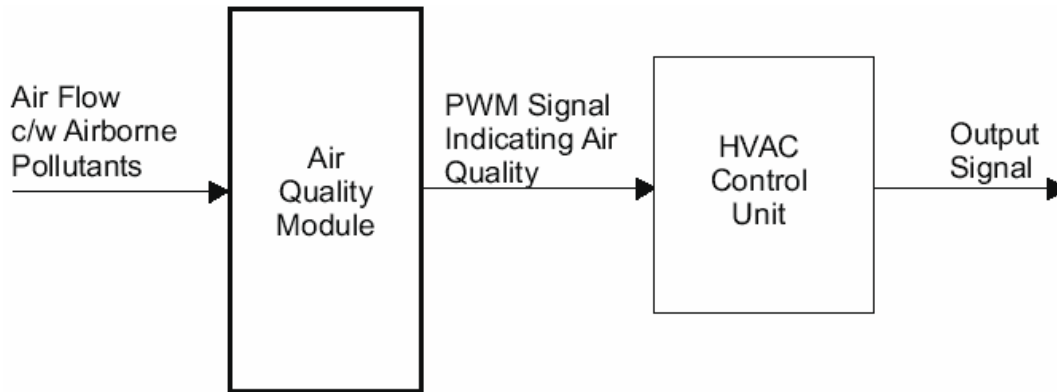 Air Flow
c/w Airborne
Pollutants
Air
Quality
Module
PWM Signal
Indicating Air
Quality
HVAC
Control
Unit
Output
Signal